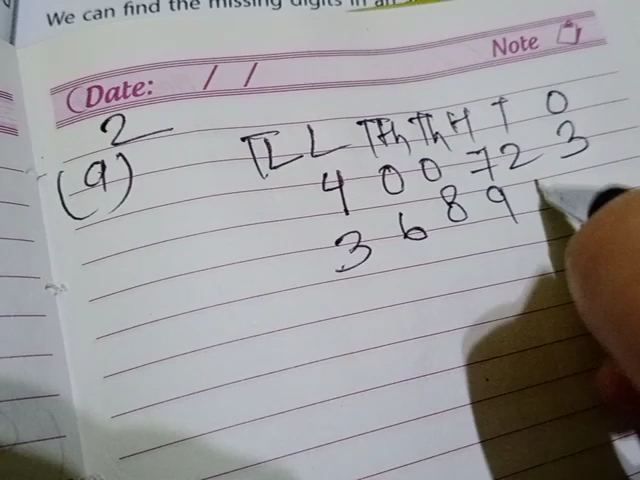 We can find the missing digits in an
Note
Date: / /
2
(a) TL L TTh Th H T O
4 0 0 7 2 3
3 6 8 9